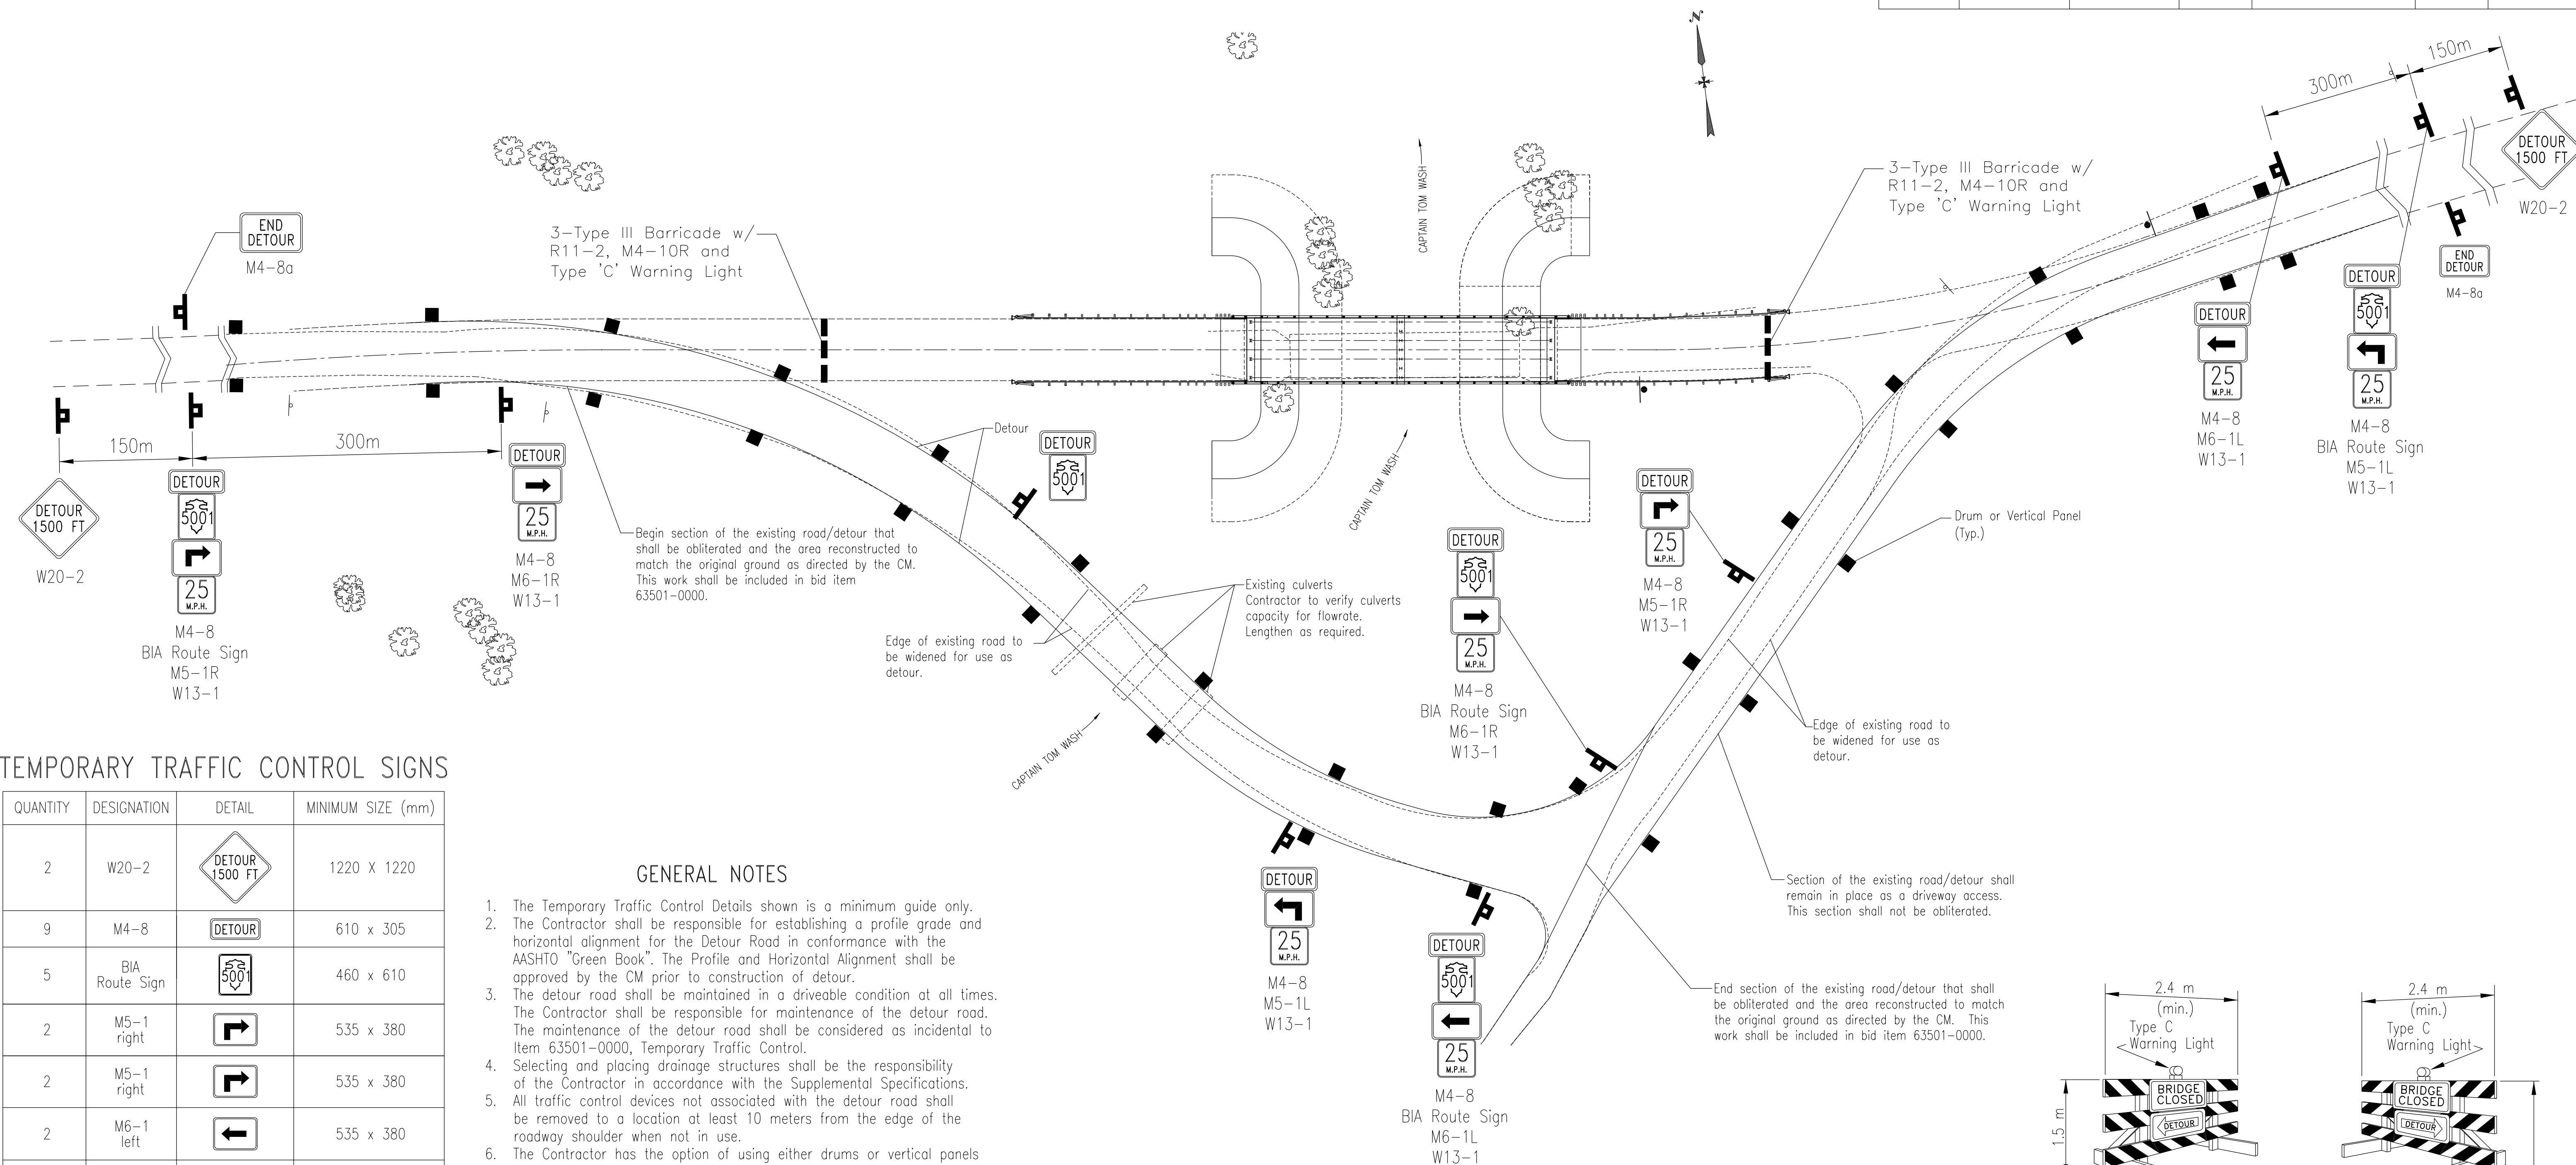 N
150m
300m
DETOUR
1500 FT
W20-2
END
DETOUR
M4-8a
3-Type III Barricade w/
R11-2, M4-10R and
Type 'C' Warning Light
CAPTAIN TOM WASH
3-Type III Barricade w/
R11-2, M4-10R and
Type 'C' Warning Light
DETOUR
25
M.P.H.
M4-8
M6-1L
W13-1
DETOUR
5001
25
M.P.H.
M4-8
BIA Route Sign
M5-1L
W13-1
END
DETOUR
M4-8a
150m
300m
DETOUR
1500 FT
W20-2
DETOUR
5001
25
M.P.H.
M4-8
BIA Route Sign
M5-1R
W13-1
DETOUR
25
M.P.H.
M4-8
M6-1R
W13-1
Begin section of the existing road/detour that
shall be obliterated and the area reconstructed to
match the original ground as directed by the CM.
This work shall be included in bid item
63501-0000.
Detour
DETOUR
5001
CAPTAIN TOM WASH
Existing culverts
Contractor to verify culverts
capacity for flowrate.
Lengthen as required.
Edge of existing road to
be widened for use as
detour.
CAPTAIN TOM WASH
DETOUR
5001
25
M.P.H.
M4-8
BIA Route Sign
M6-1R
W13-1
DETOUR
25
M.P.H.
M4-8
M5-1R
W13-1
Drum or Vertical Panel
(Typ.)
Edge of existing road to
be widened for use as
detour.
Section of the existing road/detour shall
remain in place as a driveway access.
This section shall not be obliterated.
End section of the existing road/detour that shall
be obliterated and the area reconstructed to match
the original ground as directed by the CM. This
work shall be included in bid item 63501-0000.
DETOUR
25
M.P.H.
M4-8
M5-1L
W13-1
DETOUR
5001
25
M.P.H.
M4-8
BIA Route Sign
M6-1L
W13-1
TEMPORARY TRAFFIC CONTROL SIGNS
QUANTITY DESIGNATION DETAIL MINIMUM SIZE (mm)
2 W20-2 DETOUR 1500 FT 1220 X 1220
9 M4-8 DETOUR 610 x 305
5 BIA Route Sign 5001 460 x 610
2 M5-1 right 535 x 380
2 M5-1 right 535 x 380
2 M6-1 left 535 x 380
GENERAL NOTES
1. The Temporary Traffic Control Details shown is a minimum guide only.
2. The Contractor shall be responsible for establishing a profile grade and
horizontal alignment for the Detour Road in conformance with the
AASHTO "Green Book". The Profile and Horizontal Alignment shall be
approved by the CM prior to construction of detour.
3. The detour road shall be maintained in a driveable condition at all times.
The Contractor shall be responsible for maintenance of the detour road.
The maintenance of the detour road shall be considered as incidental to
Item 63501-0000, Temporary Traffic Control.
4. Selecting and placing drainage structures shall be the responsibility
of the Contractor in accordance with the Supplemental Specifications.
5. All traffic control devices not associated with the detour road shall
be removed to a location at least 10 meters from the edge of the
roadway shoulder when not in use.
6. The Contractor has the option of using either drums or vertical panels
2.4 m
(min.)
Type C
Warning Light
BRIDGE
CLOSED
DETOUR
1.5 m
2.4 m
(min.)
Type C
Warning Light
BRIDGE
CLOSED
DETOUR